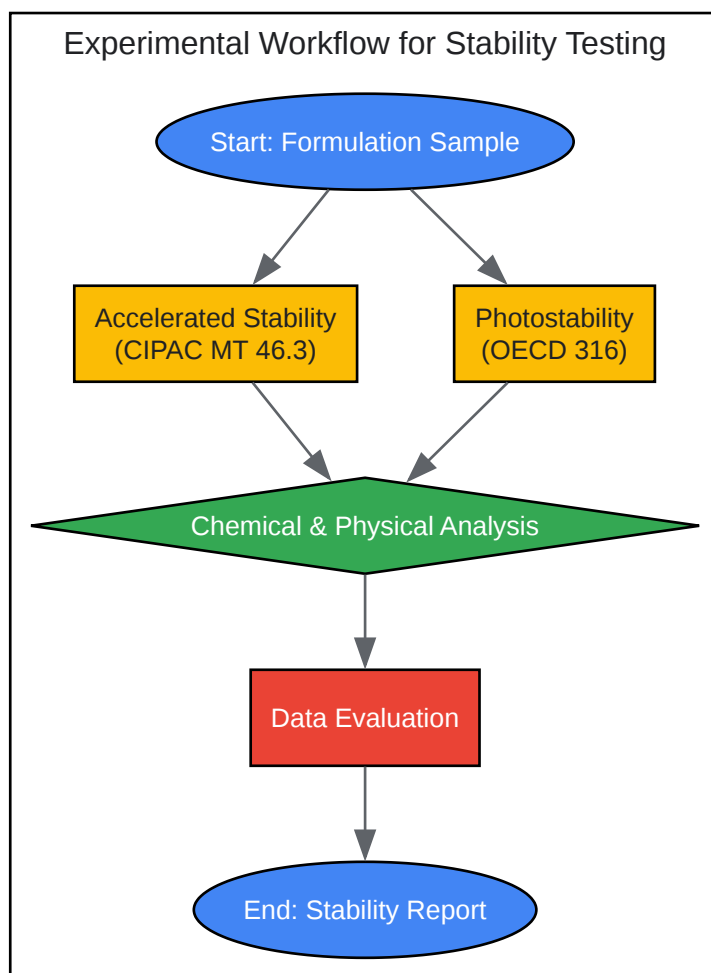 Experimental Workflow for Stability Testing
Start: Formulation Sample
Accelerated Stability
(CIPAC MT 46.3)
Photostability
(OECD 316)
Chemical & Physical Analysis
Data Evaluation
End: Stability Report